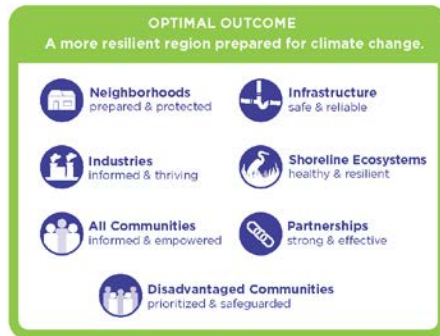 OPTIMAL OUTCOME
A more resilient region prepared for climate change.
Neighborhoods
prepared & protected
Infrastructure
safe & reliable
Industries
informed & thriving
Shoreline Ecosystems
healthy & resilient
All Communities
informed & empowered
Partnerships
strong & effective
Disadvantaged Communities
prioritized & safeguarded